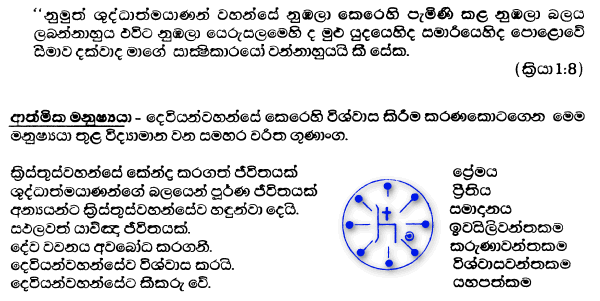 ‘‘නුමුත් ශුද්ධාත්මයාණන් වහන්සේ නුඹලා කෙරෙහි පැමිණි කළ නුඹලා බලය
ලබන්නාහුය එවිට නුඹලා යෙරුසලමෙහි ද මුළු යුදයෙහිද සමාරීයෙහිද පොළොවේ
සීමාව දක්වාද මාගේ සාක්ෂිකාරයෝ වන්නාහුයයි කී සේක.
(ක්‍රියා 1:8)
ආත්මික මනුෂ්‍යයා – දෙවියන්වහන්සේ කෙරෙහි විශ්වාස කිරීම කරණකොටගෙන මෙම
මනුෂ්‍යයා තුළ විද්‍යාමාන වන සමහර චරිත ගුණාංග.
ක්‍රිස්තුස්වහන්සේ කේන්ද්‍ර කරගත් ජීවිතයක් ප්‍රේමය
ශුද්ධාත්මයාණන්ගේ බලයෙන් පූර්ණ ජීවිතයක් ප්‍රීතිය
අන්‍යයන්ට ක්‍රිස්තුස්වහන්සේව හඳුන්වා දෙයි. සමාදානය
සඵලවත් යාච්ඤා ජීවිතයක්. ඉවසිලිවන්තකම
දේව වචනය අවබෝධ කරගනී. කරුණාවන්තකම
දෙවියන්වහන්සේව විශ්වාස කරයි. විශ්වාසවන්තකම
දෙවියන්වහන්සේට කීකරු වේ. යහපත්කම